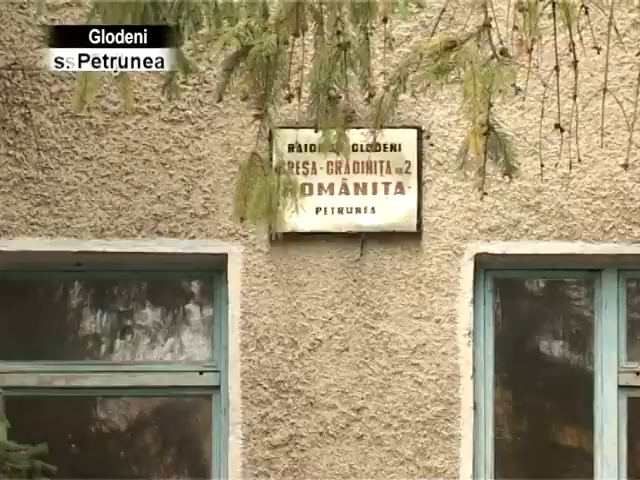 Glodeni
s. Petrunea
RAIONUL GLODENI
CREȘA-GRĂDINIȚA nr.2
ROMÂNIȚA
PETRUNEA